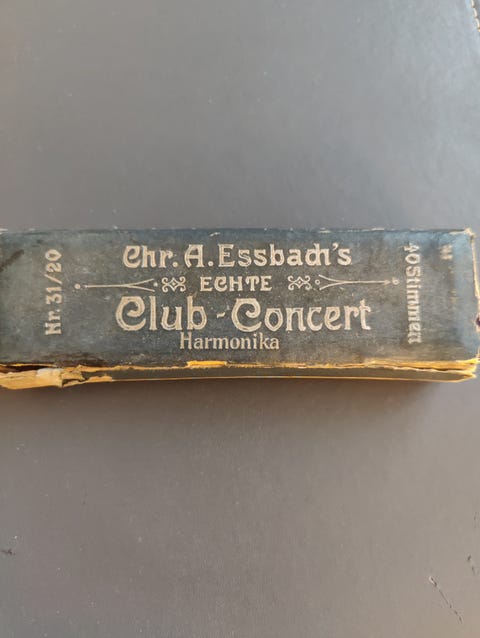 Chr. A. Essbach's
ECHTE
Club-Concert
Harmonika
Nr. 31/20
40 Stimmen